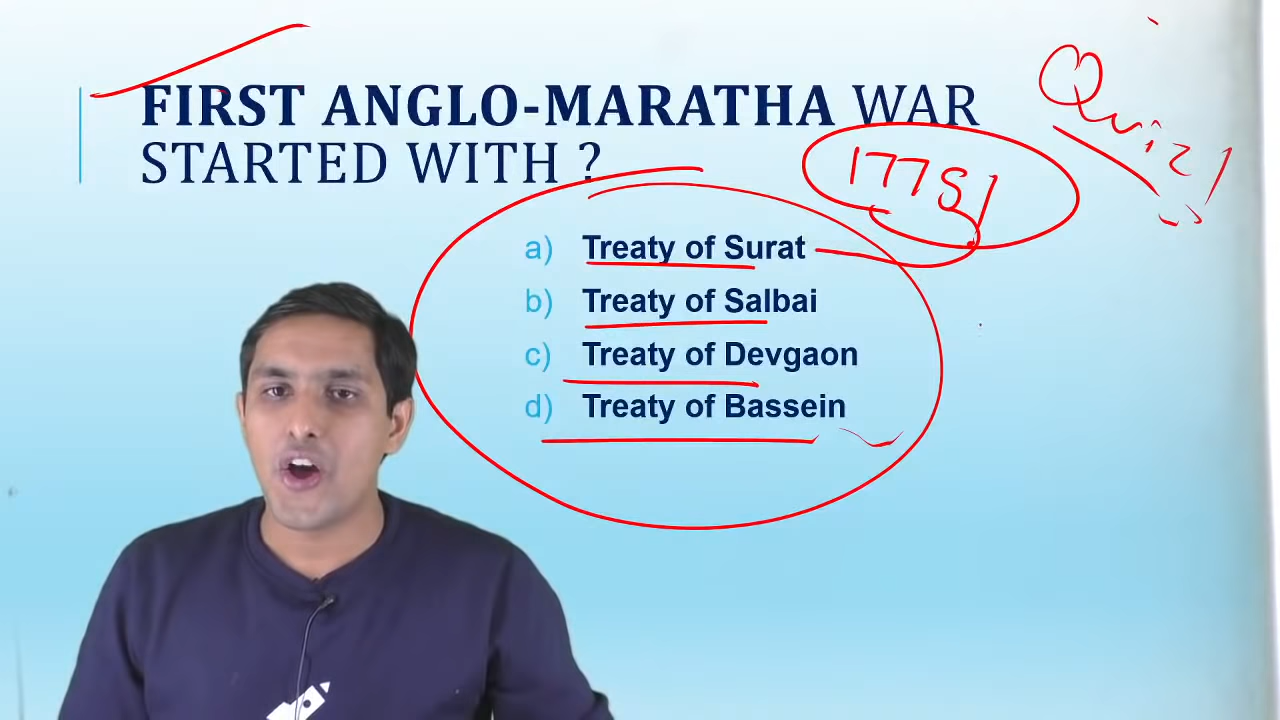 FIRST ANGLO-MARATHA WAR
STARTED WITH ?
Quiz!
1775/
a) Treaty of Surat
b) Treaty of Salbai
c) Treaty of Devgaon
d) Treaty of Bassein